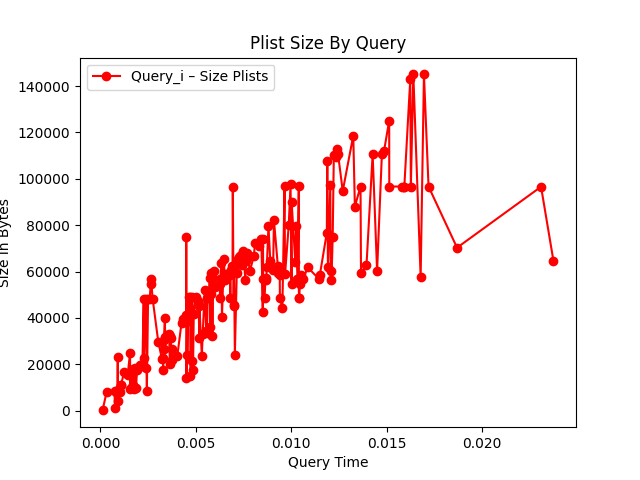 Plist Size By Query
Query_i – Size Plists
140000
120000
100000
80000
60000
40000
20000
0
Size in Bytes
0.000 0.005 0.010 0.015 0.020
Query Time